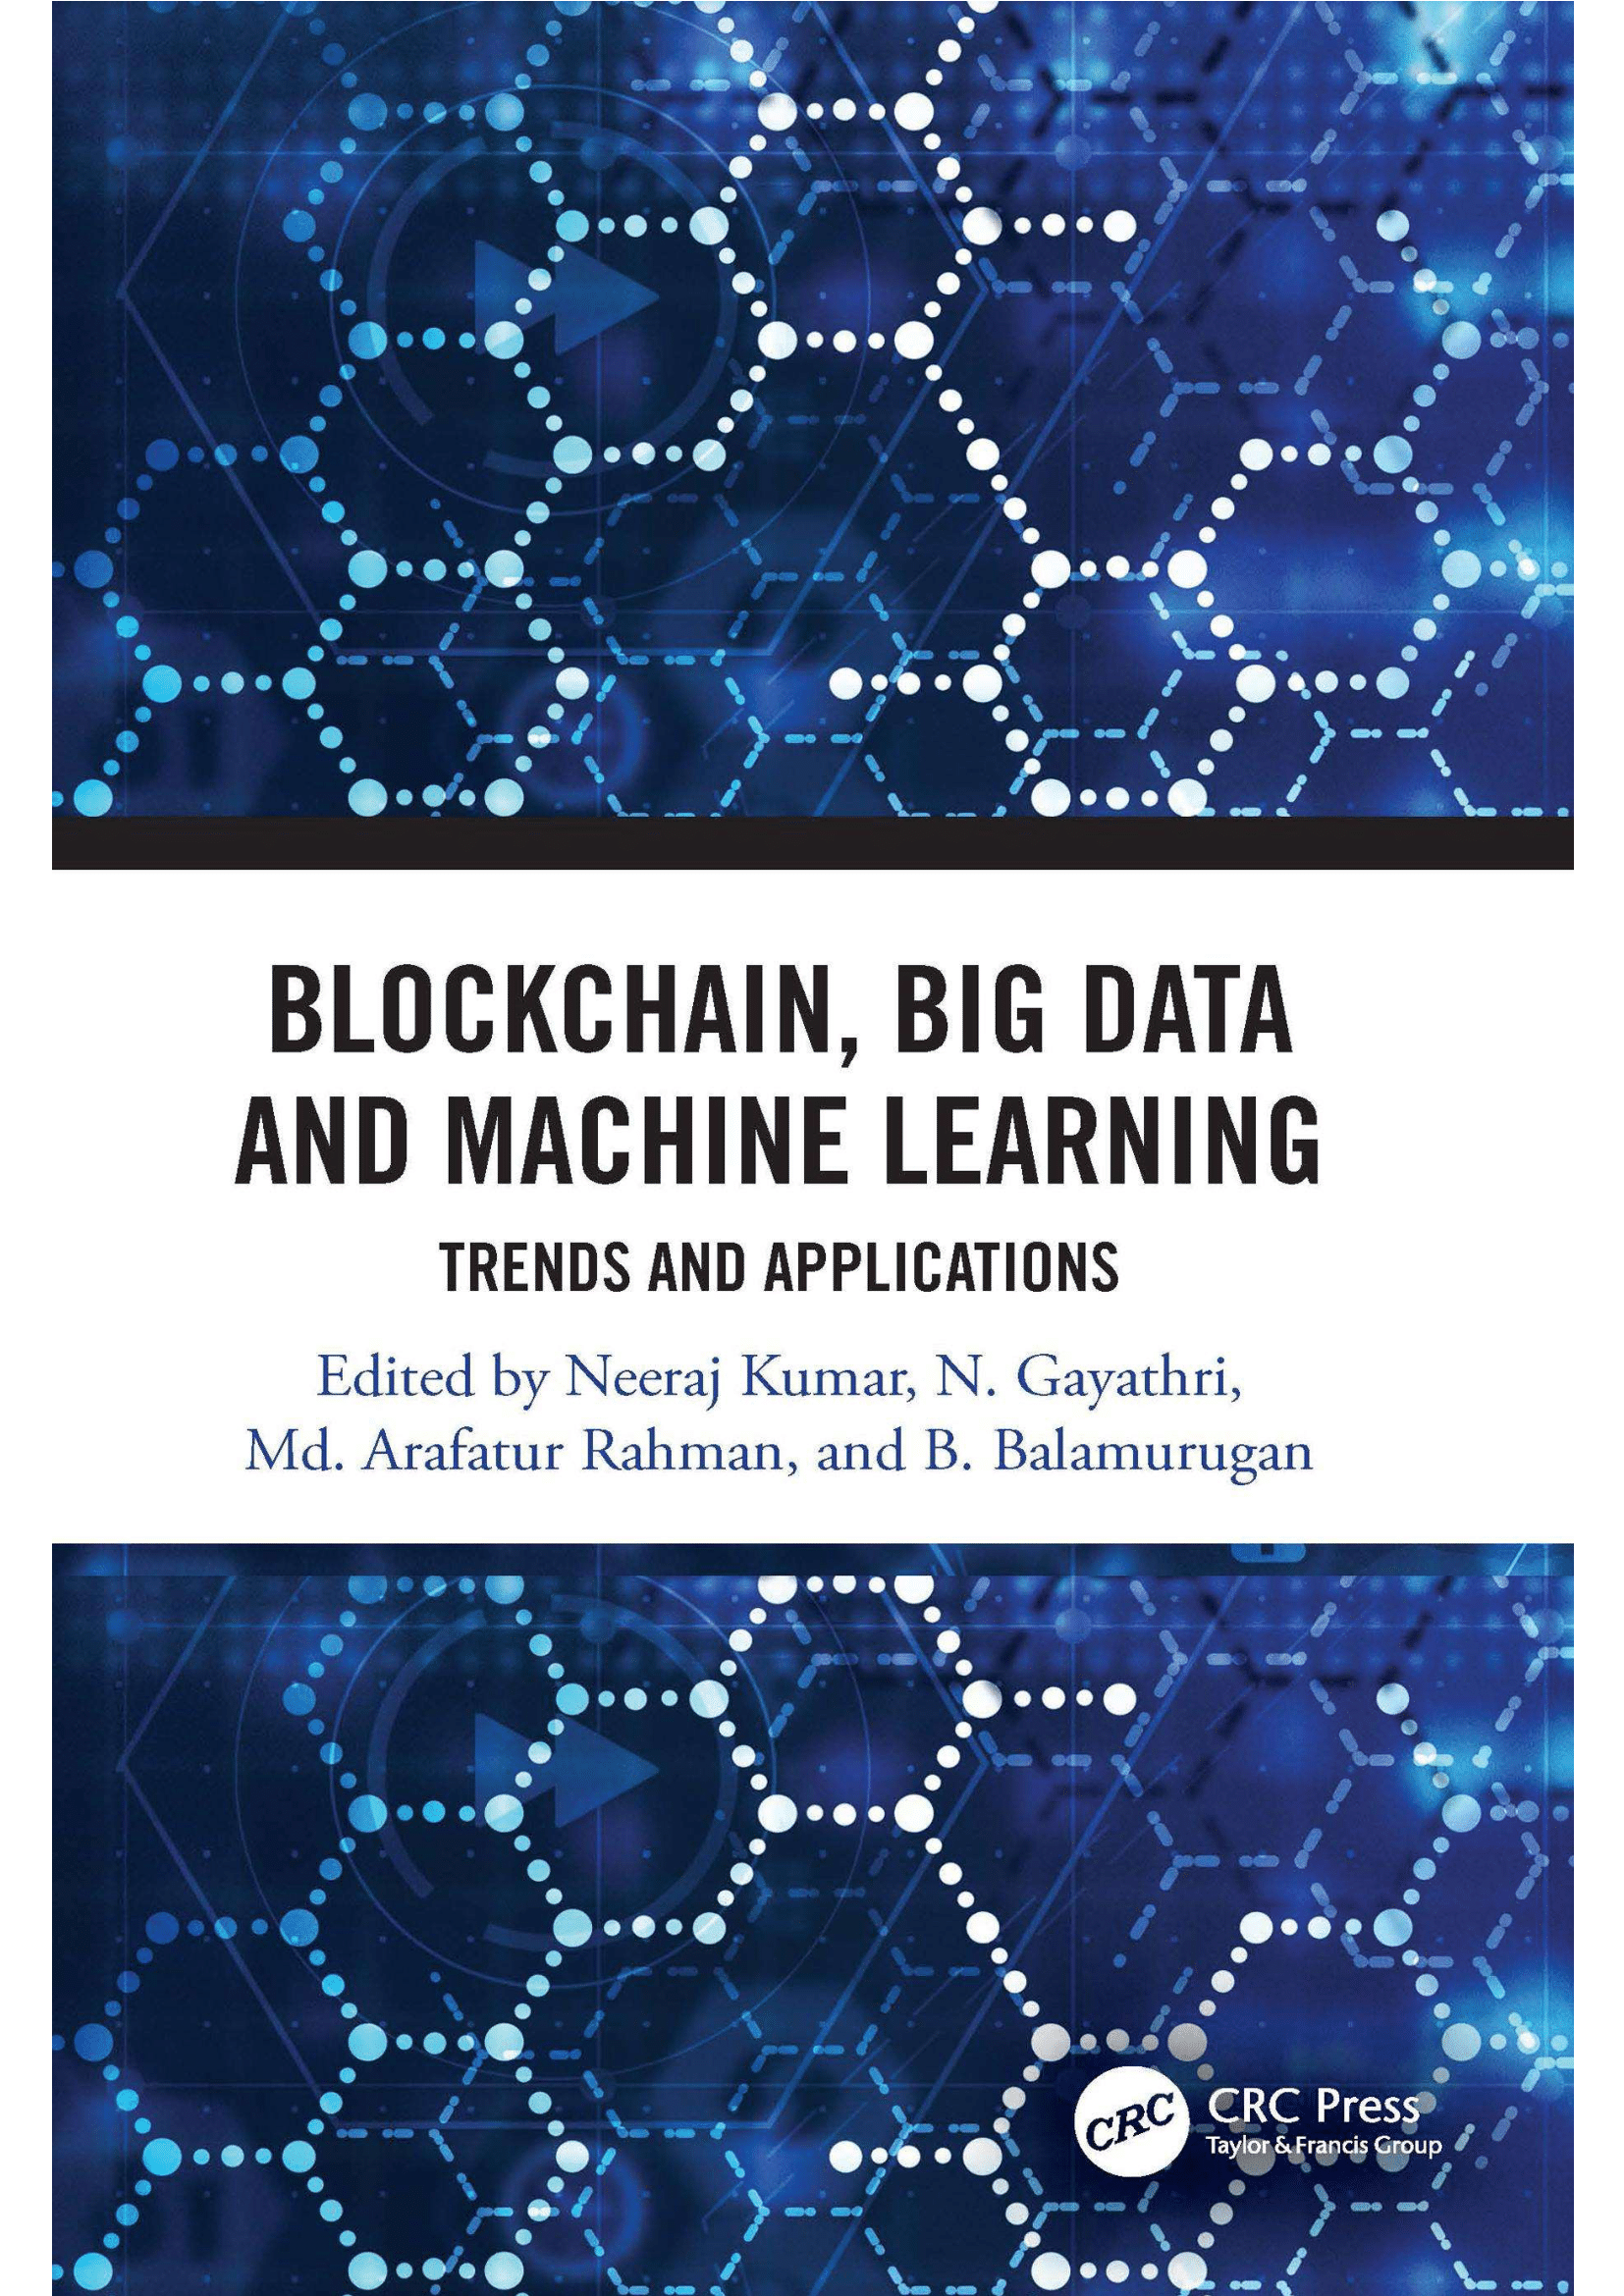 BLOCKCHAIN, BIG DATA
AND MACHINE LEARNING
TRENDS AND APPLICATIONS
Edited by Neeraj Kumar, N. Gayathri,
Md. Arafatur Rahman, and B. Balamurugan
CRC
CRC Press
Taylor & Francis Group